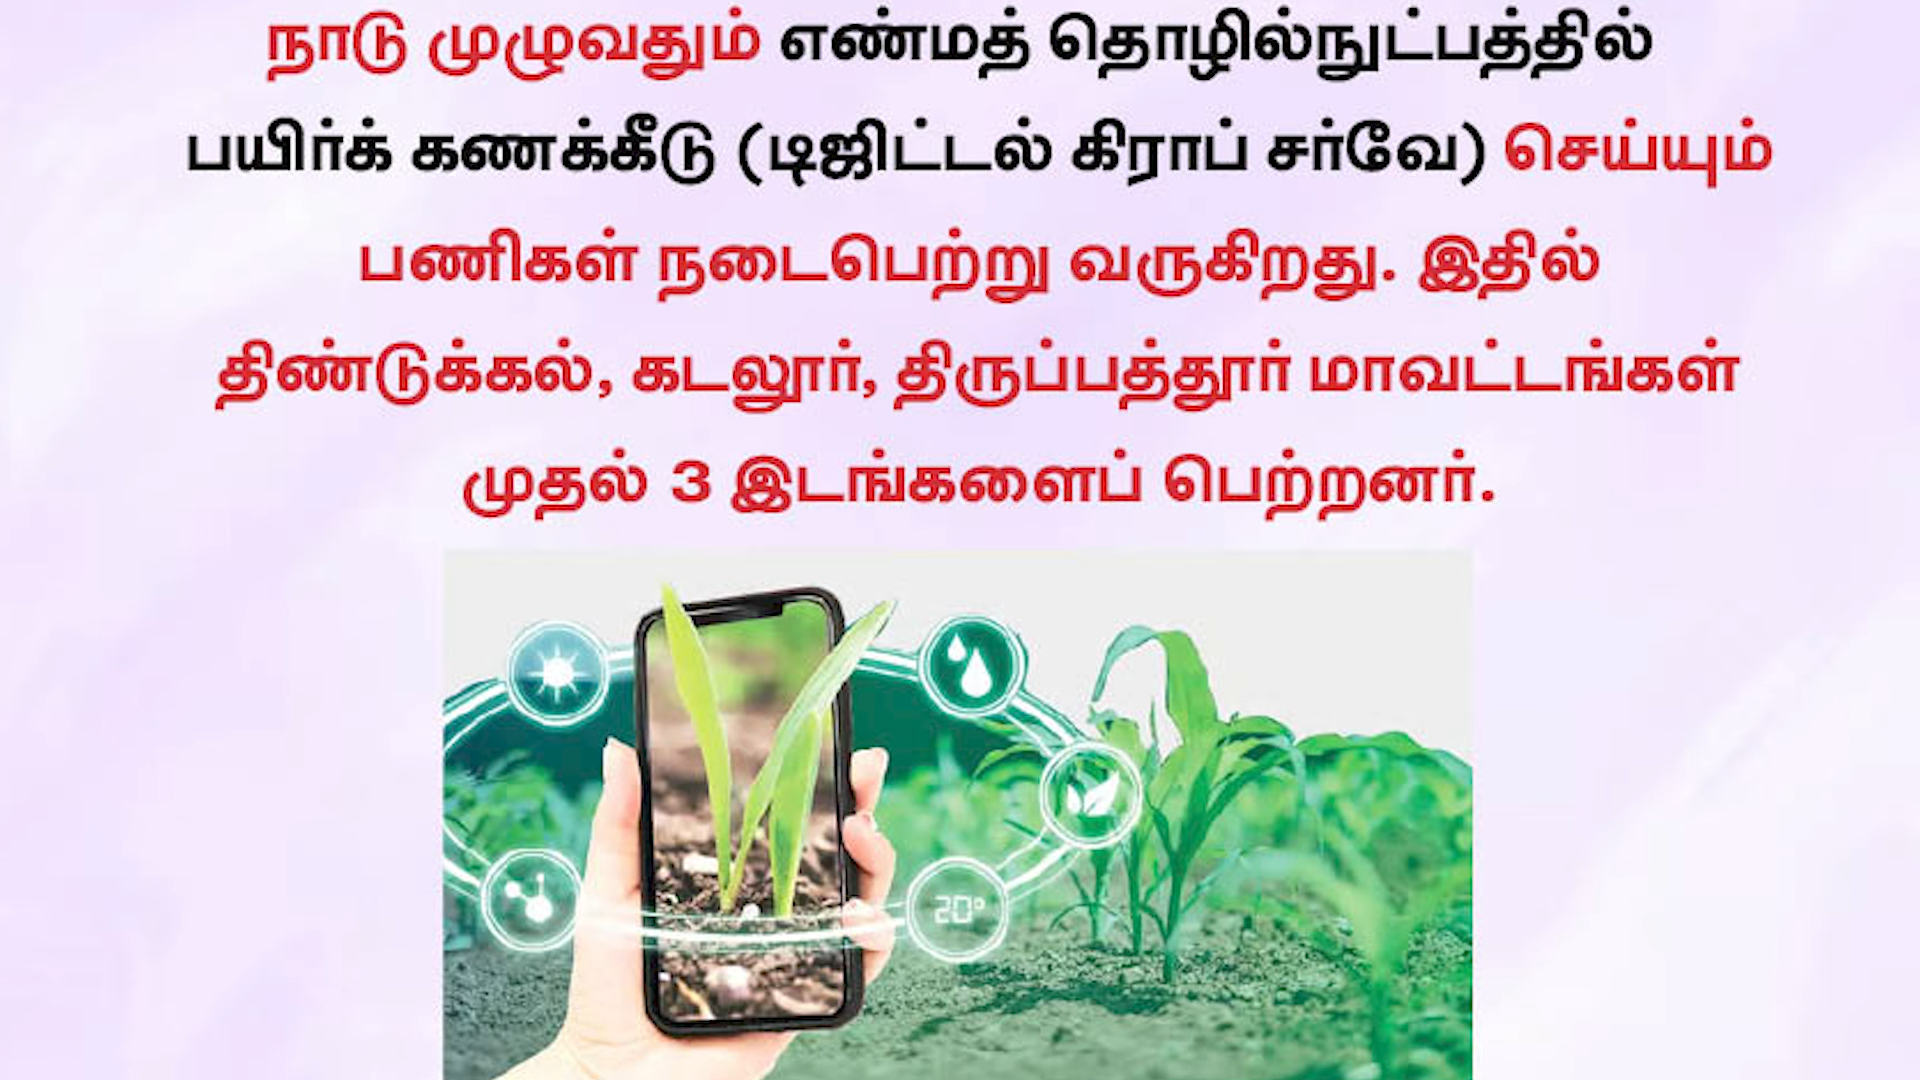 நாடு முழுவதும் எண்மத் தொழில்நுட்பத்தில்
பயிர்க் கணக்கீடு (டிஜிட்டல் கிராப் சர்வே) செய்யும்
பணிகள் நடைபெற்று வருகிறது. இதில்
திண்டுக்கல், கடலூர், திருப்பத்தூர் மாவட்டங்கள்
முதல் 3 இடங்களைப் பெற்றனர்.
20°